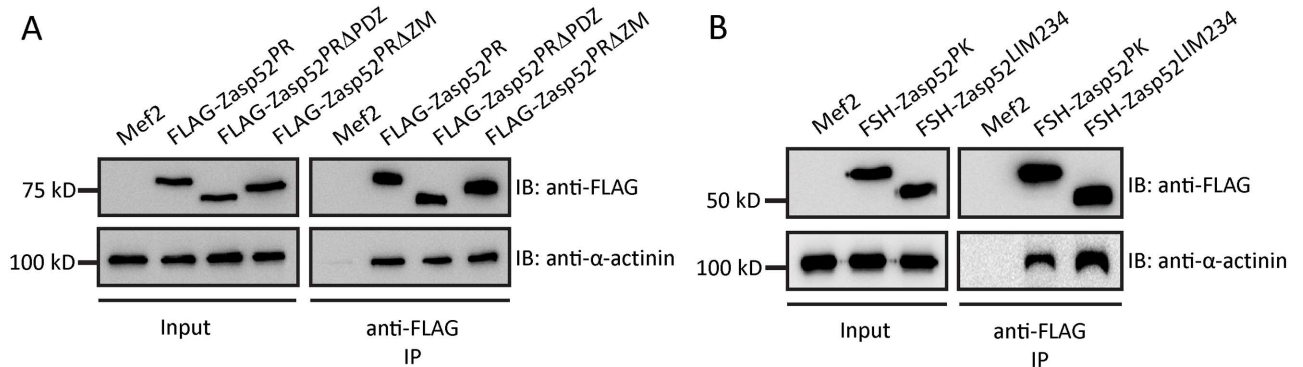 A
Mef2
FLAG-Zasp52PR
FLAG-Zasp52PRΔPDZ
FLAG-Zasp52PRΔZM
Mef2
FLAG-Zasp52PR
FLAG-Zasp52PRΔPDZ
FLAG-Zasp52PRΔZM
75 kD
IB: anti-FLAG
100 kD
IB: anti-α-actinin
Input
anti-FLAG
IP
B
Mef2
FSH-Zasp52PK
FSH-Zasp52LIM234
Mef2
FSH-Zasp52PK
FSH-Zasp52LIM234
50 kD
IB: anti-FLAG
100 kD
IB: anti-α-actinin
Input
anti-FLAG
IP